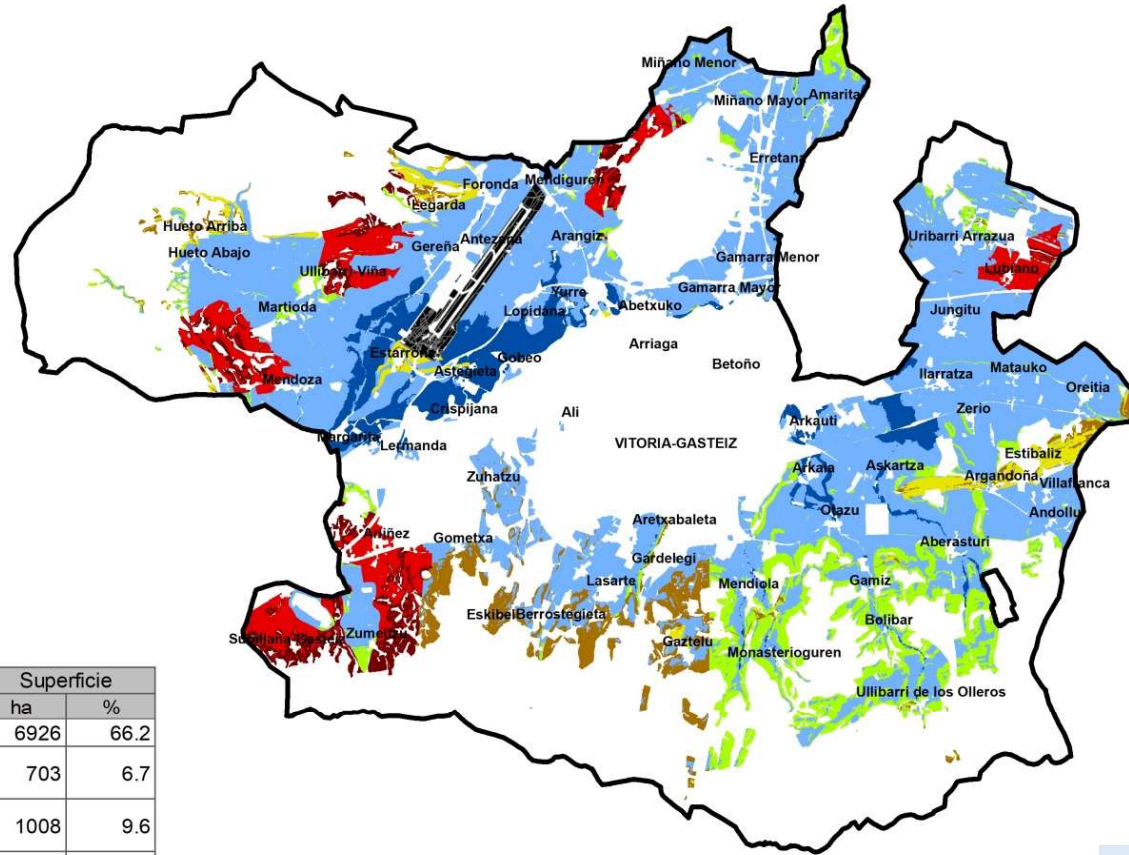 Miñano Menor
Miñano Mayor
Amarita
Erretana
Foronda
Mendiguren
Legarda
Hueto Arriba
Hueto Abajo
Gereña
Antezana
Arangiz
Uribarri Arrazua
Ullibarri Viña
Gamarra Menor
Lubiano
Gamarra Mayor
Yurre
Abetxuko
Martioda
Lopidana
Jungitu
Arriaga
Estarrona
Gobeo
Betoño
Astegieta
Mendoza
Ilarratza
Matauko
Oreitia
Crispijana
Ali
Zerio
Arkauti
Margarita
Lermanda
VITORIA-GASTEIZ
Estibaliz
Zuhatzu
Arkaia
Askartza
Argandoña
Villafranca
Otazu
Andollu
Aretxabaleta
Ariñez
Gometxa
Aberasturi
Gardelegi
Lasarte
Mendiola
Gamiz
Eskibel
Berrostegieta
Bolibar
Zumeltzu
Gaztelu
Monasterioguren
Ullibarri de los Olleros
Superficie
ha %
6926 66.2
703 6.7
1008 9.6